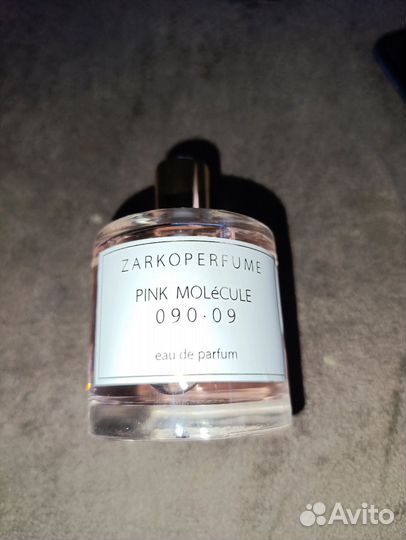 ZARKOPERFUME
PINK MOLéCULE
090·09
eau de parfum
Avito